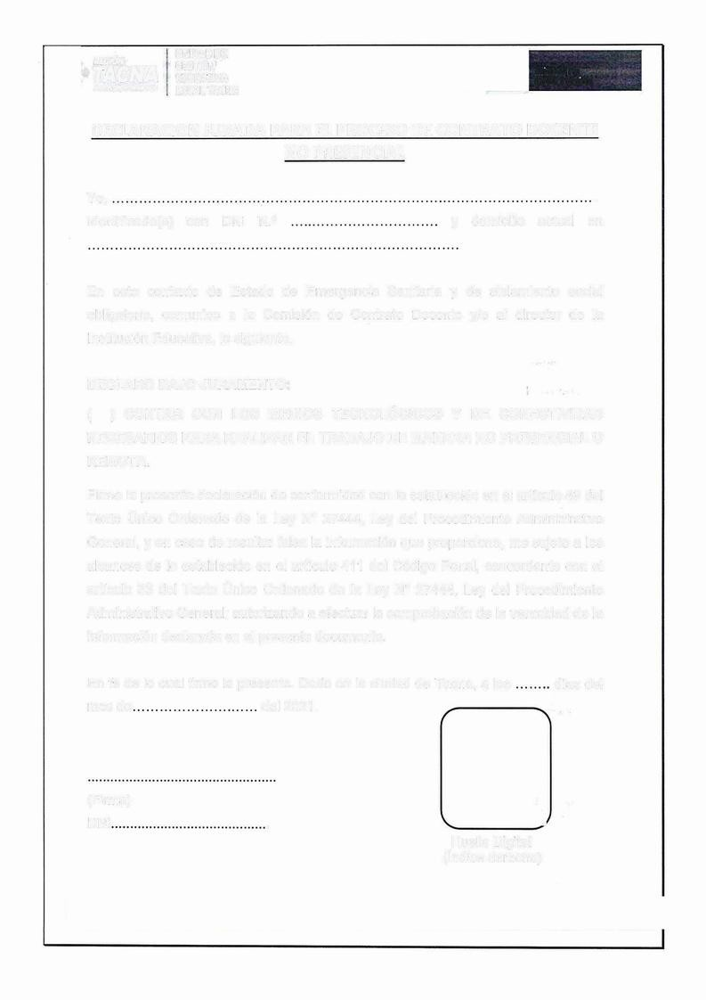 REGIÓN
TACNA
UGEL TACNA
DECLARACION JURADA PARA EL PROCESO DE CONTRATO DOCENTE
NO PRESENCIAL
Yo, ..........................................................................................................
Identificado(a) con DNI N.º ................................. y domicilio actual en
...................................................................................
En este contexto de Estado de Emergencia Sanitaria y de aislamiento social
obligatorio, comunico a la Comisión de Contrato Docente y/o al director de la
Institución Educativa, lo siguiente.
DECLARO BAJO JURAMENTO:
( ) CONTAR CON LOS MEDIOS TECNOLÓGICOS Y DE CONECTIVIDAD
NECESARIOS PARA REALIZAR EL TRABAJO DE MANERA NO PRESENCIAL O
REMOTA.
Firmo la presente declaración de conformidad con lo establecido en el artículo 49 del
Texto Único Ordenado de la Ley N° 27444, Ley del Procedimiento Administrativo
General, y en caso de resultar falsa la información que proporciono, me sujeto a los
alcances de lo establecido en el artículo 411 del Código Penal, concordante con el
artículo 33 del Texto Único Ordenado de la Ley N° 27444, Ley del Procedimiento
Administrativo General; autorizando a efectuar la comprobación de la veracidad de la
información declarada en el presente documento.
En fe de lo cual firmo la presente. Dado en la ciudad de Tacna, a los ........ días del
mes de............................ del 2021.
..........................................
(Firma)
DNI...................................
Huella Digital
(Índice derecho)